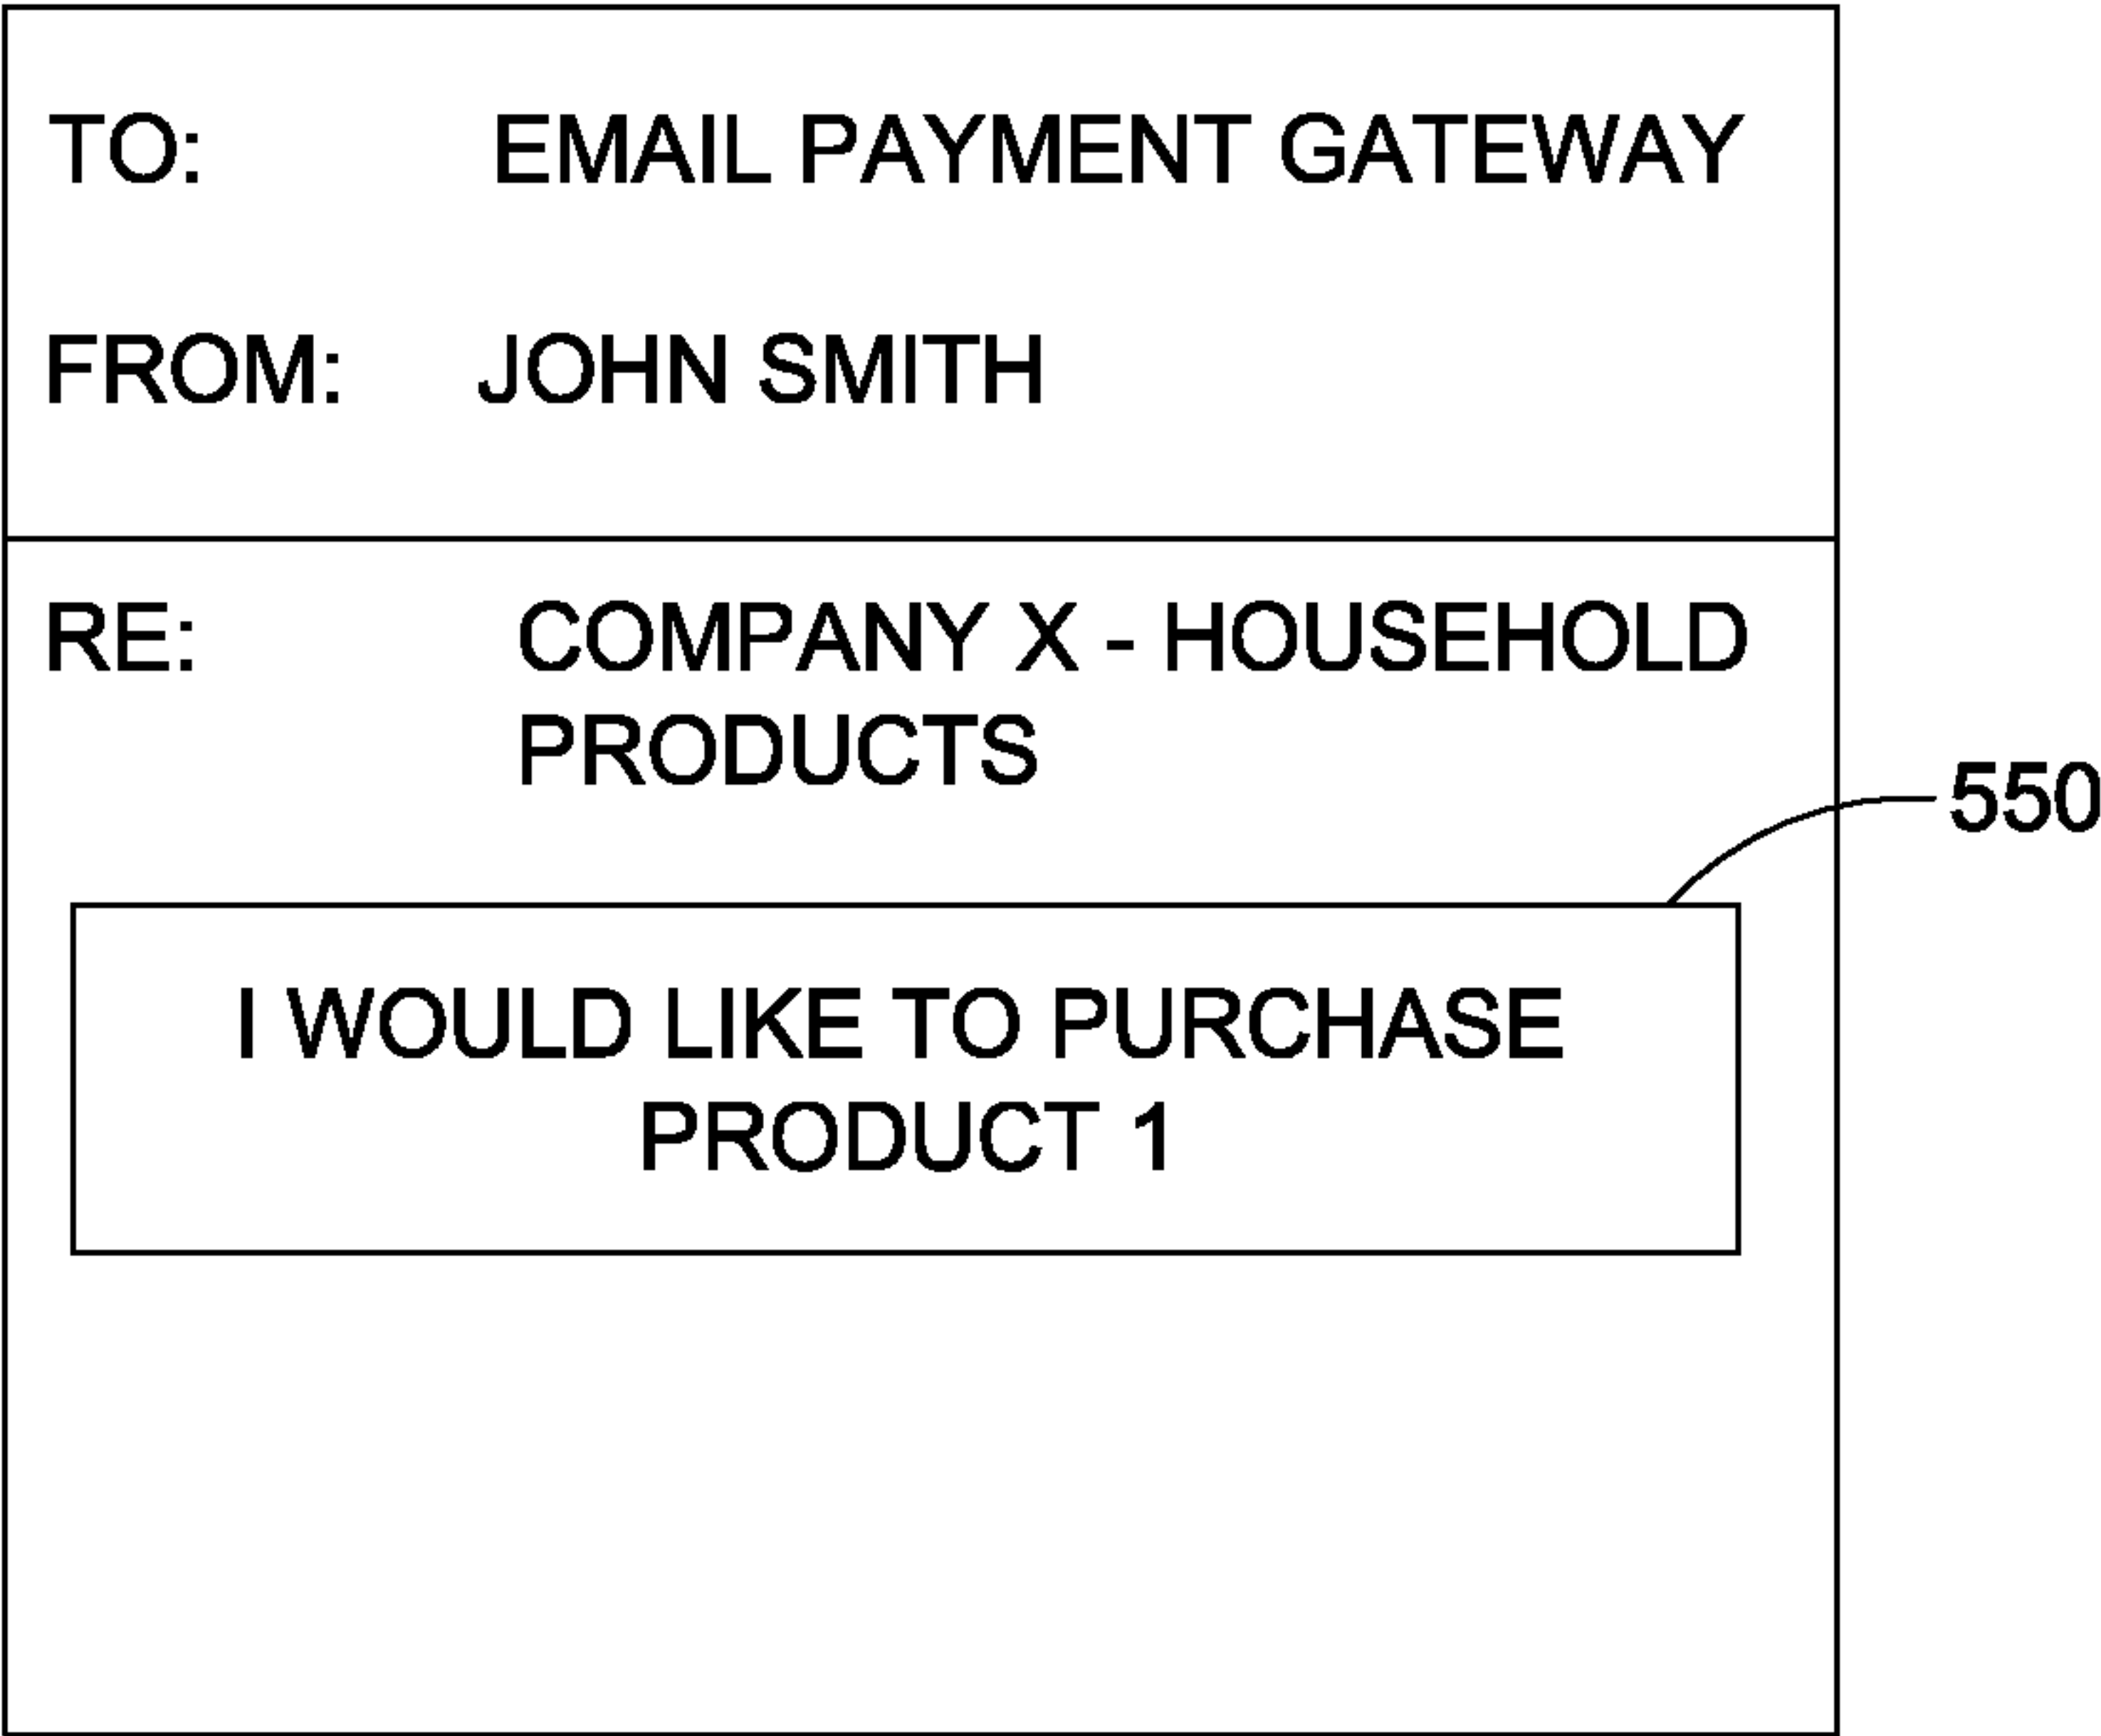 TO: EMAIL PAYMENT GATEWAY
FROM: JOHN SMITH
RE: COMPANY X - HOUSEHOLD
PRODUCTS
550
I WOULD LIKE TO PURCHASE
PRODUCT 1